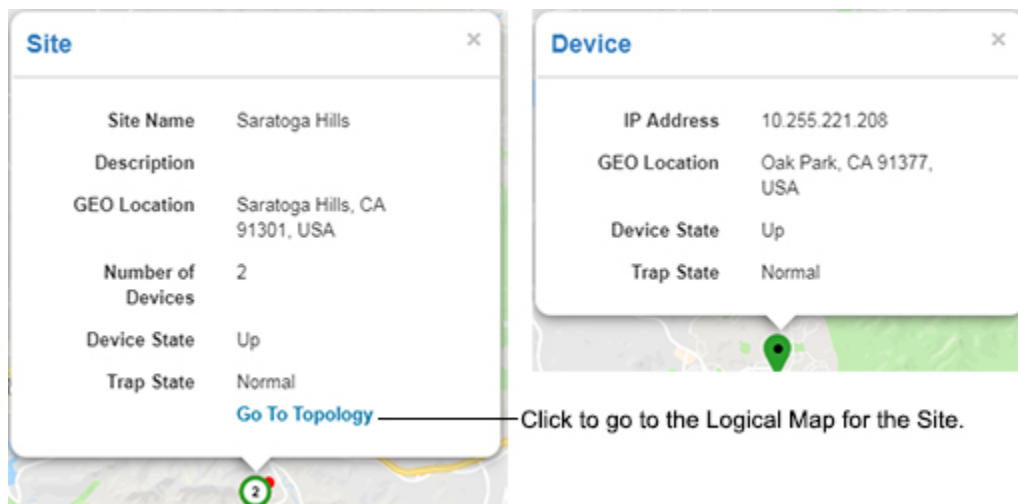 Site ×
Site Name Saratoga Hills
Description
GEO Location Saratoga Hills, CA
91301, USA
Number of 2
Devices
Device State Up
Trap State Normal
Go To Topology
2
Device ×
IP Address 10.255.221.208
GEO Location Oak Park, CA 91377,
USA
Device State Up
Trap State Normal
Click to go to the Logical Map for the Site.